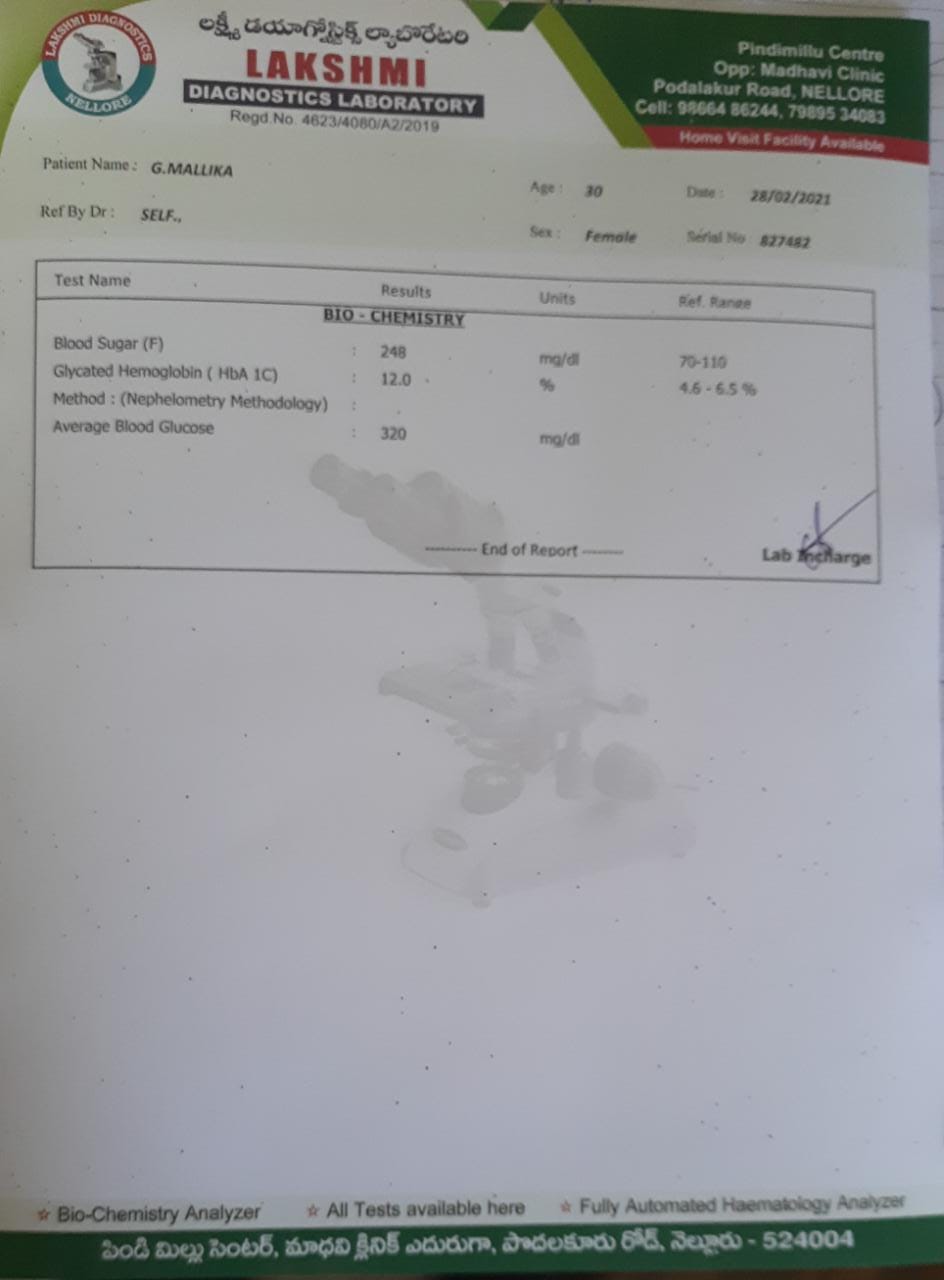 LAKSHMI DIAGNOSTICS
NELLORE
లక్ష్మీ డయాగ్నోస్టిక్స్ ల్యాబొరేటరి
LAKSHMI
DIAGNOSTICS LABORATORY
Regd.No. 4623/4080/A2/2019
Pindimillu Centre
Opp: Madhavi Clinic
Podalakur Road, NELLORE
Cell: 98664 86244, 79895 34083
Home Visit Facility Available
Patient Name : G.MALLIKA
Age : 30 Date : 28/02/2021
Ref By Dr : SELF.,
Sex : Female Serial No 827482
Test Name Results Units Ref. Range
BIO - CHEMISTRY
Blood Sugar (F) : 248 mg/dl 70-110
Glycated Hemoglobin ( HbA 1C) : 12.0 % 4.6 - 6.5 %
Method : (Nephelometry Methodology) :
Average Blood Glucose : 320 mg/dl
---------- End of Report --------
Lab Incharge
☆ Bio-Chemistry Analyzer ☆ All Tests available here ☆ Fully Automated Haematology Analyzer
పిండి మిల్లు సెంటర్, మాధవి క్లినిక్ ఎదురుగా, పొదలకూరు రోడ్, నెల్లూరు - 524004